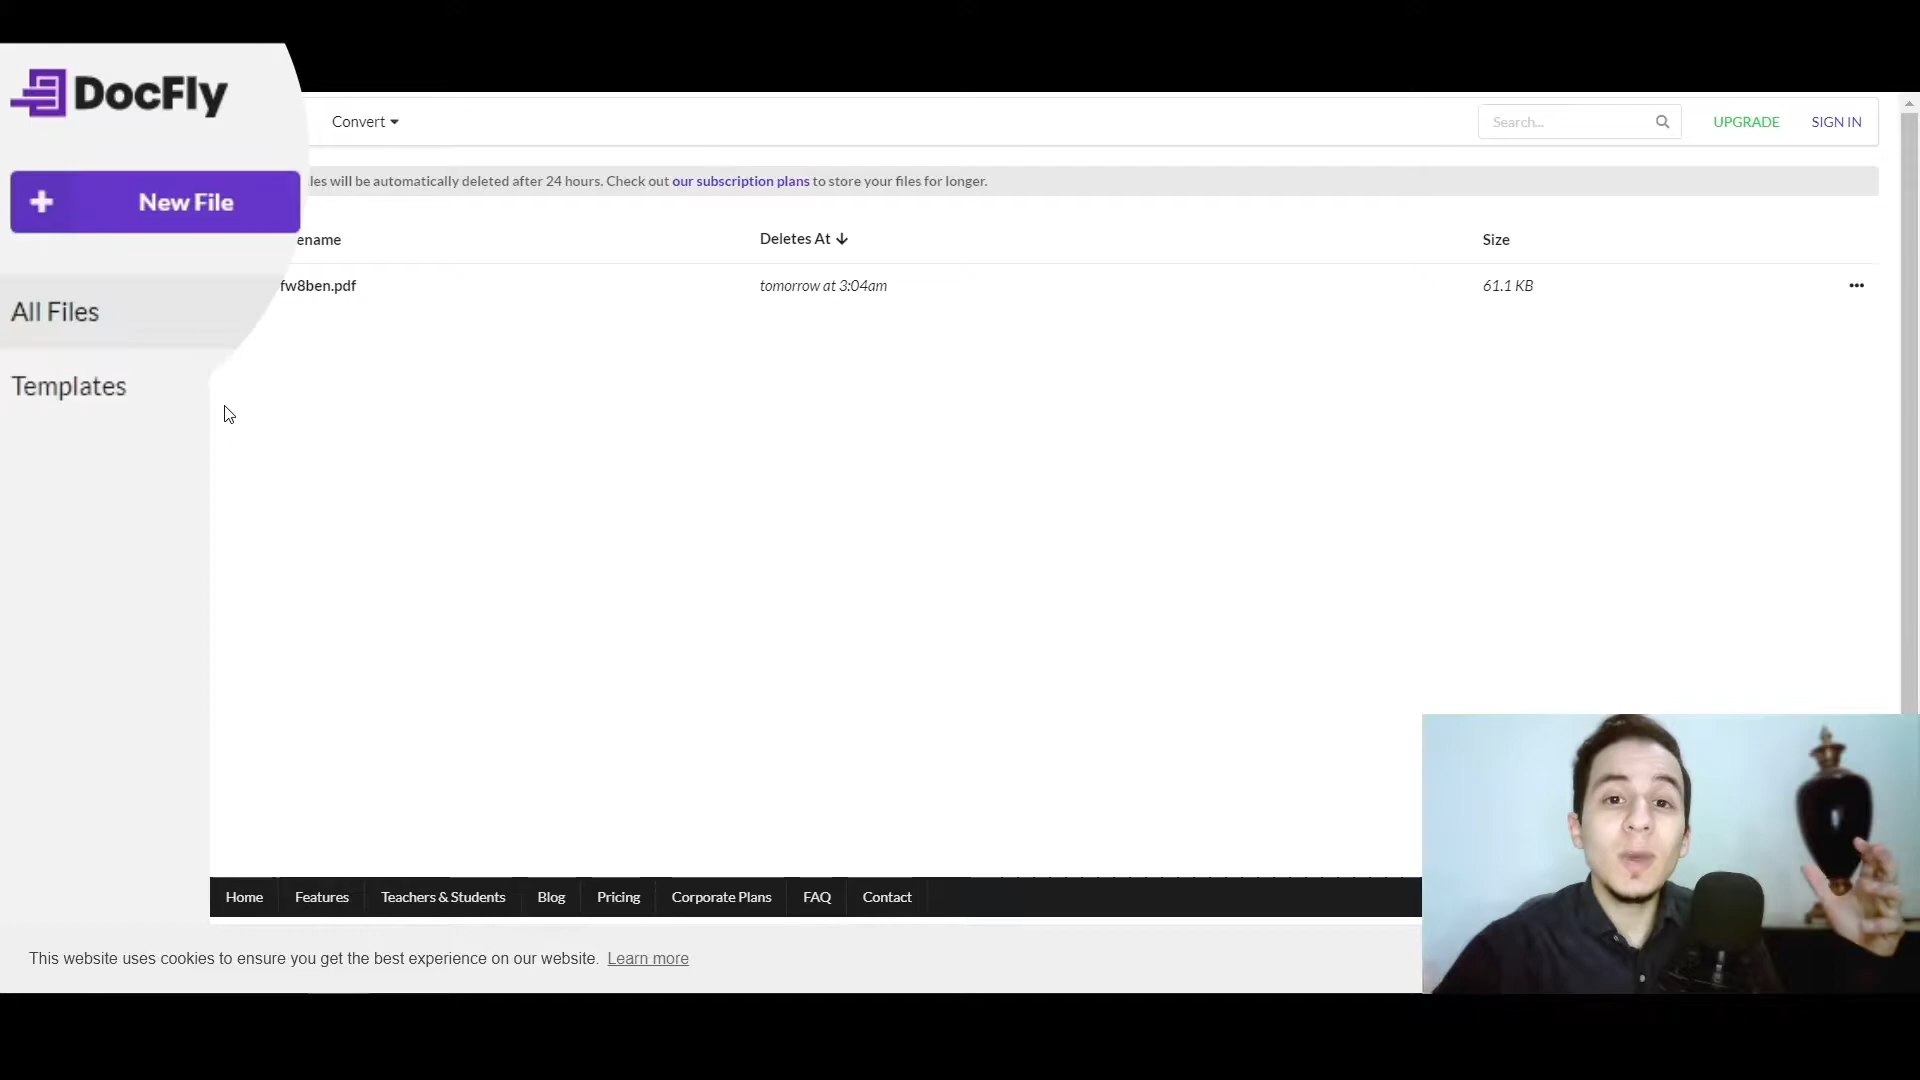 DocFly
Convert
Search...
UPGRADE
SIGN IN
New File
les will be automatically deleted after 24 hours. Check out our subscription plans to store your files for longer.
ename
Deletes At
Size
fw8ben.pdf
tomorrow at 3:04am
61.1 KB
All Files
Templates
Home
Features
Teachers & Students
Blog
Pricing
Corporate Plans
FAQ
Contact
This website uses cookies to ensure you get the best experience on our website. Learn more